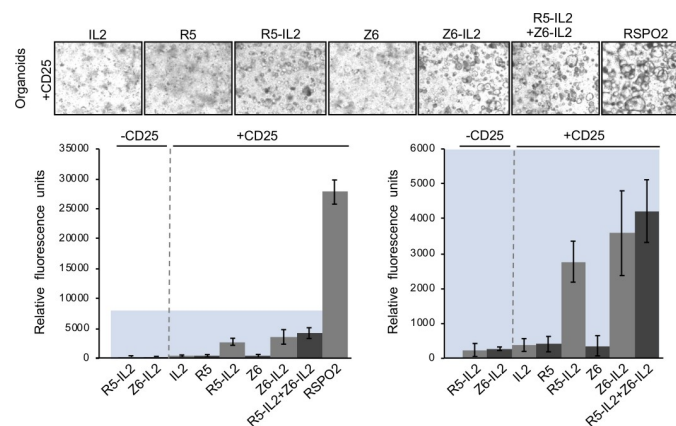 IL2 R5 R5-IL2 Z6 Z6-IL2 R5-IL2 +Z6-IL2 RSPO2
Organoids +CD25
-CD25 +CD25
Relative fluorescence units
35000
30000
25000
20000
15000
10000
5000
0
R5-IL2 Z6-IL2 IL2 R5 R5-IL2 Z6 Z6-IL2 R5-IL2+Z6-IL2 RSPO2
-CD25 +CD25
Relative fluorescence units
6000
5000
4000
3000
2000
1000
0
R5-IL2 Z6-IL2 IL2 R5 R5-IL2 Z6 Z6-IL2 R5-IL2+Z6-IL2